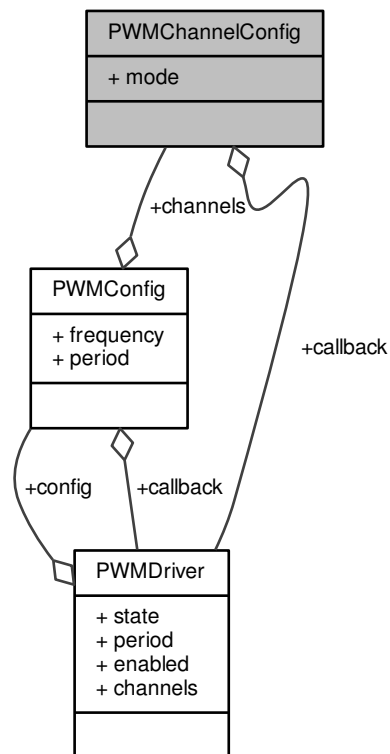 PWMChannelConfig
+ mode
+channels
PWMConfig
+ frequency
+ period
+callback
+config
+callback
PWMDriver
+ state
+ period
+ enabled
+ channels